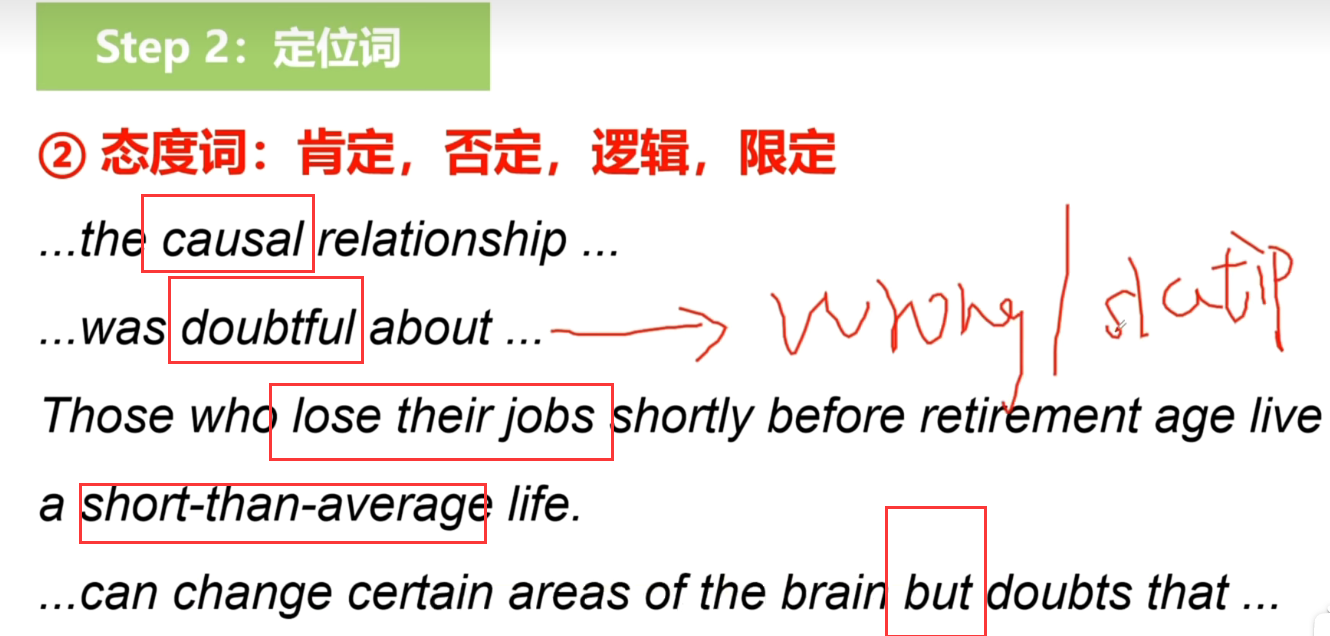 Step 2：定位词
② 态度词：肯定，否定，逻辑，限定
...the causal relationship ...
...was doubtful about ... → wrong /
Those who lose their jobs shortly before retirement age live
a short-than-average life.
...can change certain areas of the brain but doubts that ...